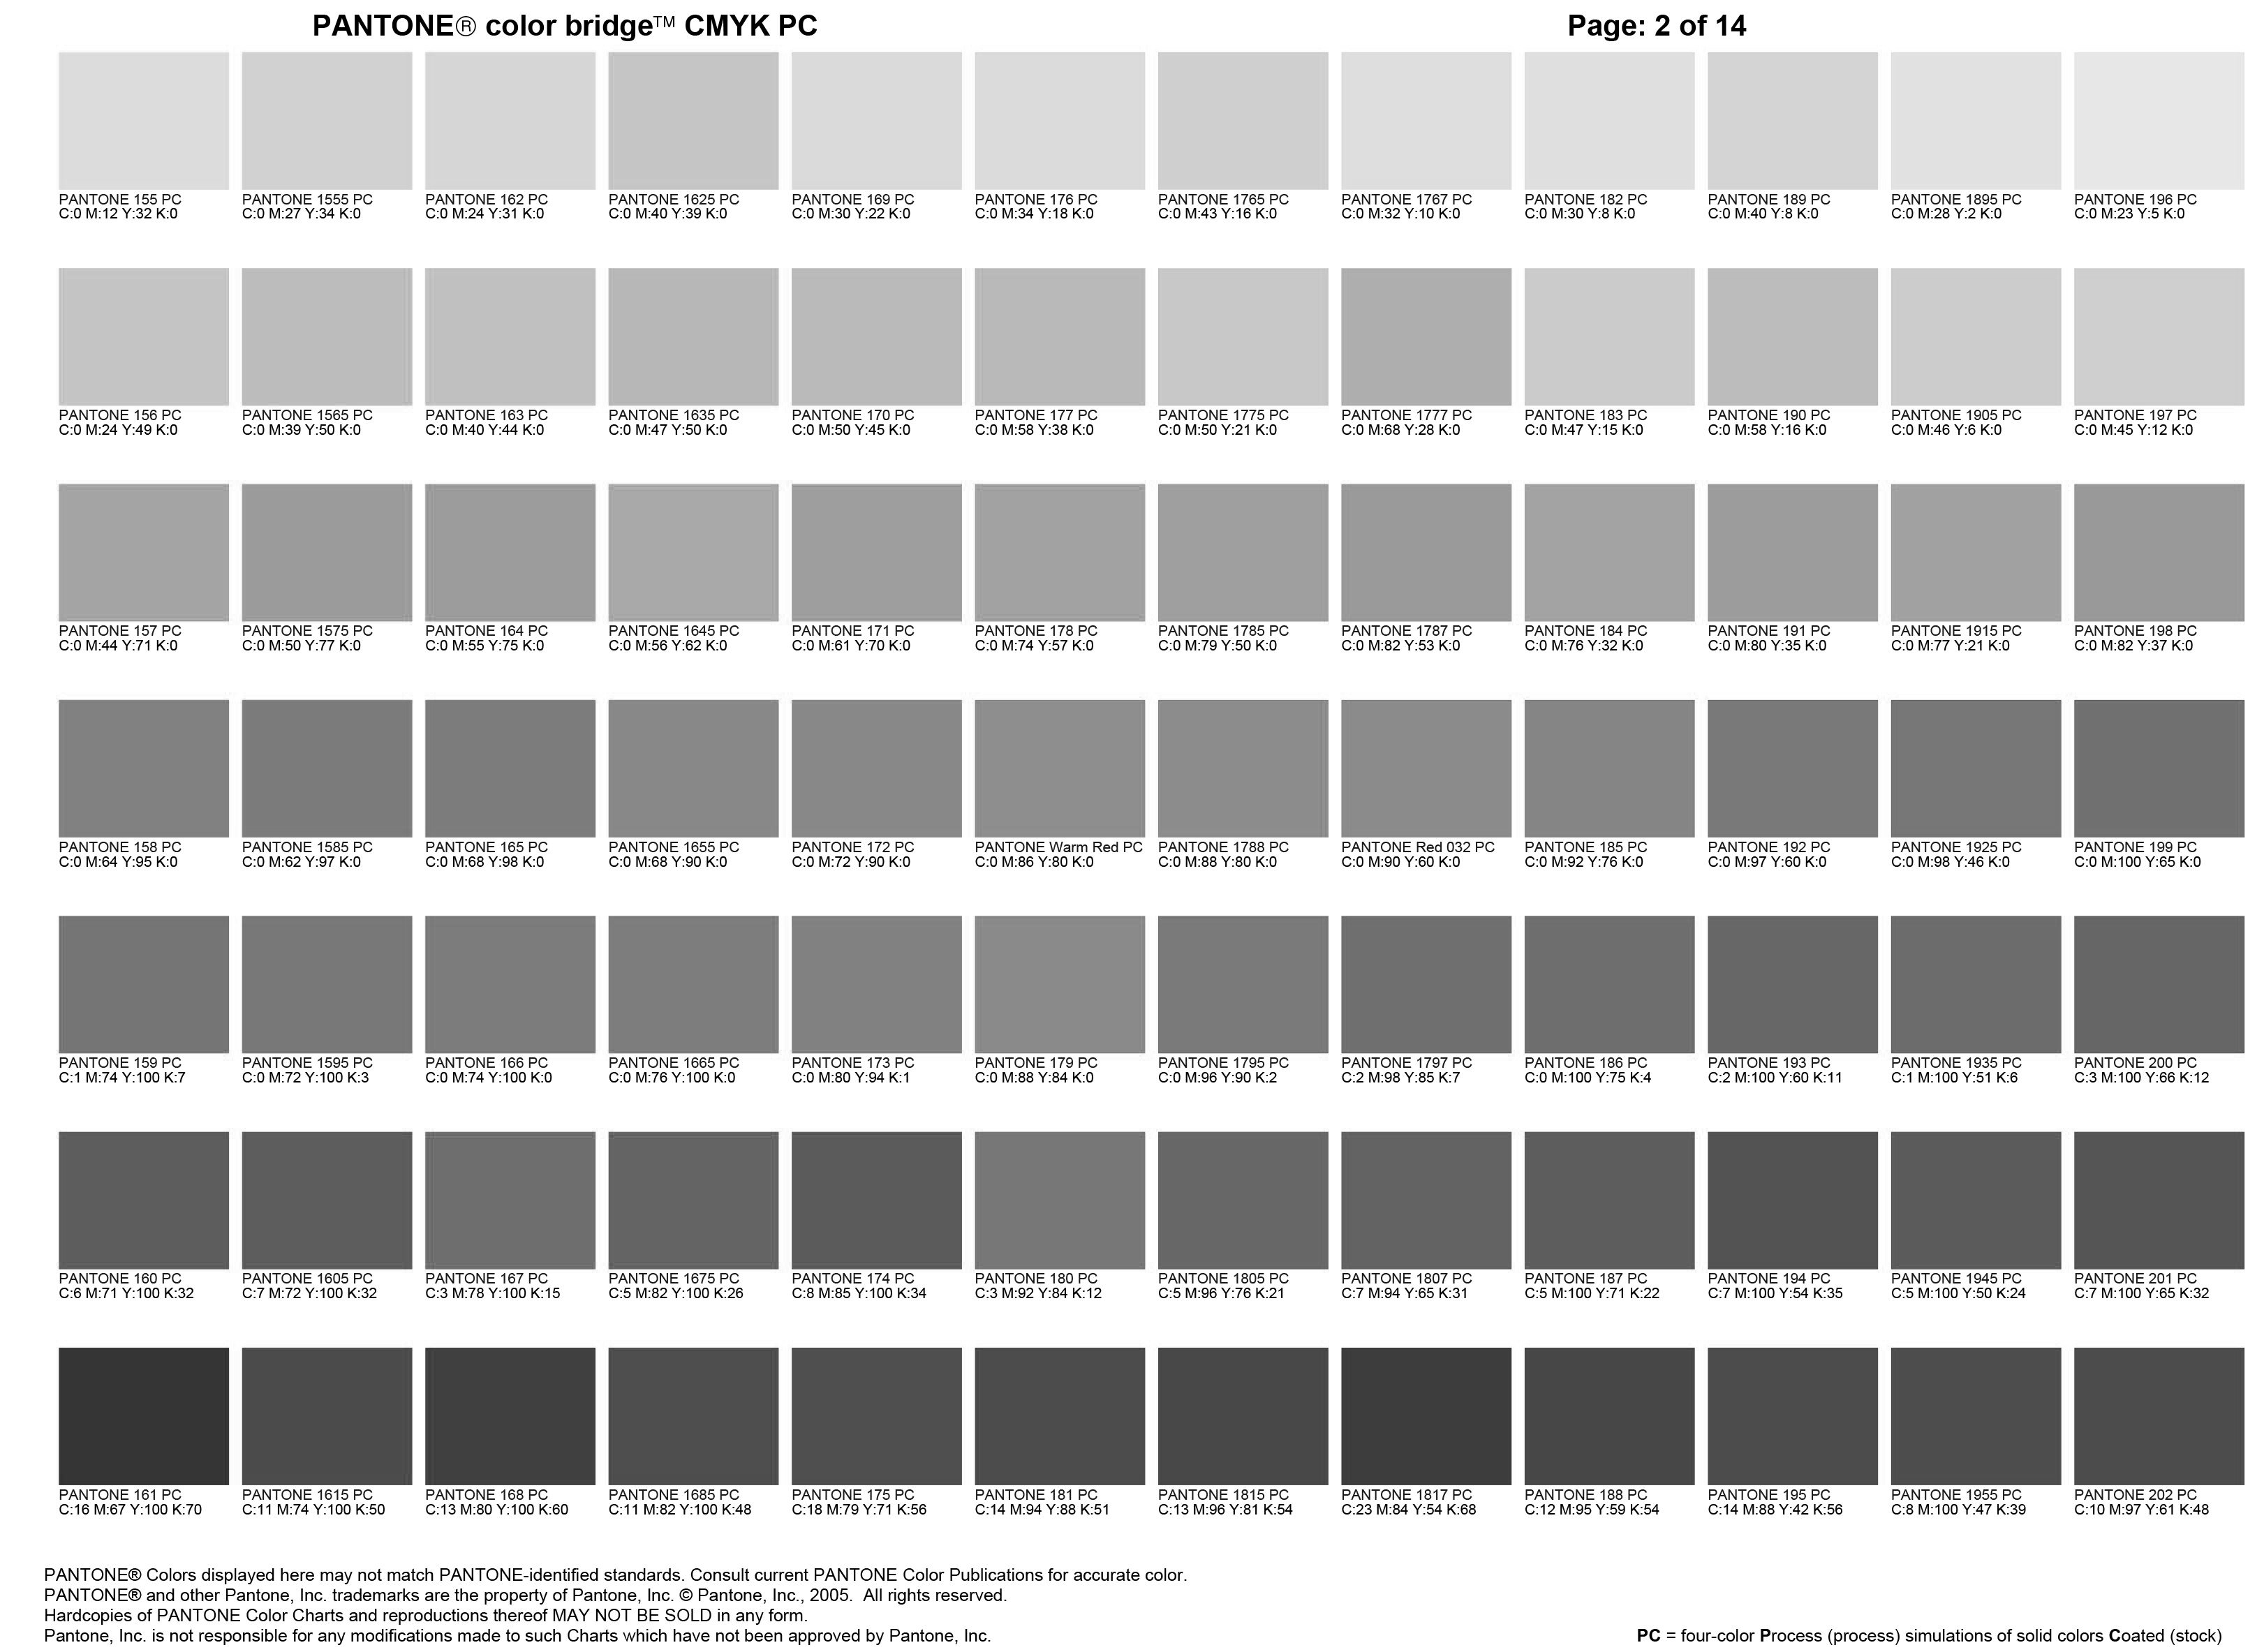 PANTONE® color bridge™ CMYK PC Page: 2 of 14
PANTONE 155 PC PANTONE 1555 PC PANTONE 162 PC PANTONE 1625 PC PANTONE 169 PC PANTONE 176 PC PANTONE 1765 PC PANTONE 1767 PC PANTONE 182 PC PANTONE 189 PC PANTONE 1895 PC PANTONE 196 PC
C:0 M:12 Y:32 K:0 C:0 M:27 Y:34 K:0 C:0 M:24 Y:31 K:0 C:0 M:40 Y:39 K:0 C:0 M:30 Y:22 K:0 C:0 M:34 Y:18 K:0 C:0 M:43 Y:16 K:0 C:0 M:32 Y:10 K:0 C:0 M:30 Y:8 K:0 C:0 M:40 Y:8 K:0 C:0 M:28 Y:2 K:0 C:0 M:23 Y:5 K:0
PANTONE 156 PC PANTONE 1565 PC PANTONE 163 PC PANTONE 1635 PC PANTONE 170 PC PANTONE 177 PC PANTONE 1775 PC PANTONE 1777 PC PANTONE 183 PC PANTONE 190 PC PANTONE 1905 PC PANTONE 197 PC
C:0 M:24 Y:49 K:0 C:0 M:39 Y:50 K:0 C:0 M:40 Y:44 K:0 C:0 M:47 Y:50 K:0 C:0 M:50 Y:45 K:0 C:0 M:58 Y:38 K:0 C:0 M:50 Y:21 K:0 C:0 M:68 Y:28 K:0 C:0 M:47 Y:15 K:0 C:0 M:58 Y:16 K:0 C:0 M:46 Y:6 K:0 C:0 M:45 Y:12 K:0
PANTONE 157 PC PANTONE 1575 PC PANTONE 164 PC PANTONE 1645 PC PANTONE 171 PC PANTONE 178 PC PANTONE 1785 PC PANTONE 1787 PC PANTONE 184 PC PANTONE 191 PC PANTONE 1915 PC PANTONE 198 PC
C:0 M:44 Y:71 K:0 C:0 M:50 Y:77 K:0 C:0 M:55 Y:75 K:0 C:0 M:56 Y:62 K:0 C:0 M:61 Y:70 K:0 C:0 M:74 Y:57 K:0 C:0 M:79 Y:50 K:0 C:0 M:82 Y:53 K:0 C:0 M:76 Y:32 K:0 C:0 M:80 Y:35 K:0 C:0 M:77 Y:21 K:0 C:0 M:82 Y:37 K:0
PANTONE 158 PC PANTONE 1585 PC PANTONE 165 PC PANTONE 1655 PC PANTONE 172 PC PANTONE Warm Red PC PANTONE 1788 PC PANTONE Red 032 PC PANTONE 185 PC PANTONE 192 PC PANTONE 1925 PC PANTONE 199 PC
C:0 M:64 Y:95 K:0 C:0 M:62 Y:97 K:0 C:0 M:68 Y:98 K:0 C:0 M:68 Y:90 K:0 C:0 M:72 Y:90 K:0 C:0 M:86 Y:80 K:0 C:0 M:88 Y:80 K:0 C:0 M:90 Y:60 K:0 C:0 M:92 Y:76 K:0 C:0 M:97 Y:60 K:0 C:0 M:98 Y:46 K:0 C:0 M:100 Y:65 K:0
PANTONE 159 PC PANTONE 1595 PC PANTONE 166 PC PANTONE 1665 PC PANTONE 173 PC PANTONE 179 PC PANTONE 1795 PC PANTONE 1797 PC PANTONE 186 PC PANTONE 193 PC PANTONE 1935 PC PANTONE 200 PC
C:1 M:74 Y:100 K:7 C:0 M:72 Y:100 K:3 C:0 M:74 Y:100 K:0 C:0 M:76 Y:100 K:0 C:0 M:80 Y:94 K:1 C:0 M:88 Y:84 K:0 C:0 M:96 Y:90 K:2 C:2 M:98 Y:85 K:7 C:0 M:100 Y:75 K:4 C:2 M:100 Y:60 K:11 C:1 M:100 Y:51 K:6 C:3 M:100 Y:66 K:12
PANTONE 160 PC PANTONE 1605 PC PANTONE 167 PC PANTONE 1675 PC PANTONE 174 PC PANTONE 180 PC PANTONE 1805 PC PANTONE 1807 PC PANTONE 187 PC PANTONE 194 PC PANTONE 1945 PC PANTONE 201 PC
C:6 M:71 Y:100 K:32 C:7 M:72 Y:100 K:32 C:3 M:78 Y:100 K:15 C:5 M:82 Y:100 K:26 C:8 M:85 Y:100 K:34 C:3 M:92 Y:84 K:12 C:5 M:96 Y:76 K:21 C:7 M:94 Y:65 K:31 C:5 M:100 Y:71 K:22 C:7 M:100 Y:54 K:35 C:5 M:100 Y:50 K:24 C:7 M:100 Y:65 K:32
PANTONE 161 PC PANTONE 1615 PC PANTONE 168 PC PANTONE 1685 PC PANTONE 175 PC PANTONE 181 PC PANTONE 1815 PC PANTONE 1817 PC PANTONE 188 PC PANTONE 195 PC PANTONE 1955 PC PANTONE 202 PC
C:16 M:67 Y:100 K:70 C:11 M:74 Y:100 K:50 C:13 M:80 Y:100 K:60 C:11 M:82 Y:100 K:48 C:18 M:79 Y:71 K:56 C:14 M:94 Y:88 K:51 C:13 M:96 Y:81 K:54 C:23 M:84 Y:54 K:68 C:12 M:95 Y:59 K:54 C:14 M:88 Y:42 K:56 C:8 M:100 Y:47 K:39 C:10 M:97 Y:61 K:48
PANTONE® Colors displayed here may not match PANTONE-identified standards. Consult current PANTONE Color Publications for accurate color.
PANTONE® and other Pantone, Inc. trademarks are the property of Pantone, Inc. © Pantone, Inc., 2005. All rights reserved.
Hardcopies of PANTONE Color Charts and reproductions thereof MAY NOT BE SOLD in any form.
Pantone, Inc. is not responsible for any modifications made to such Charts which have not been approved by Pantone, Inc.
PC = four-color Process (process) simulations of solid colors Coated (stock)